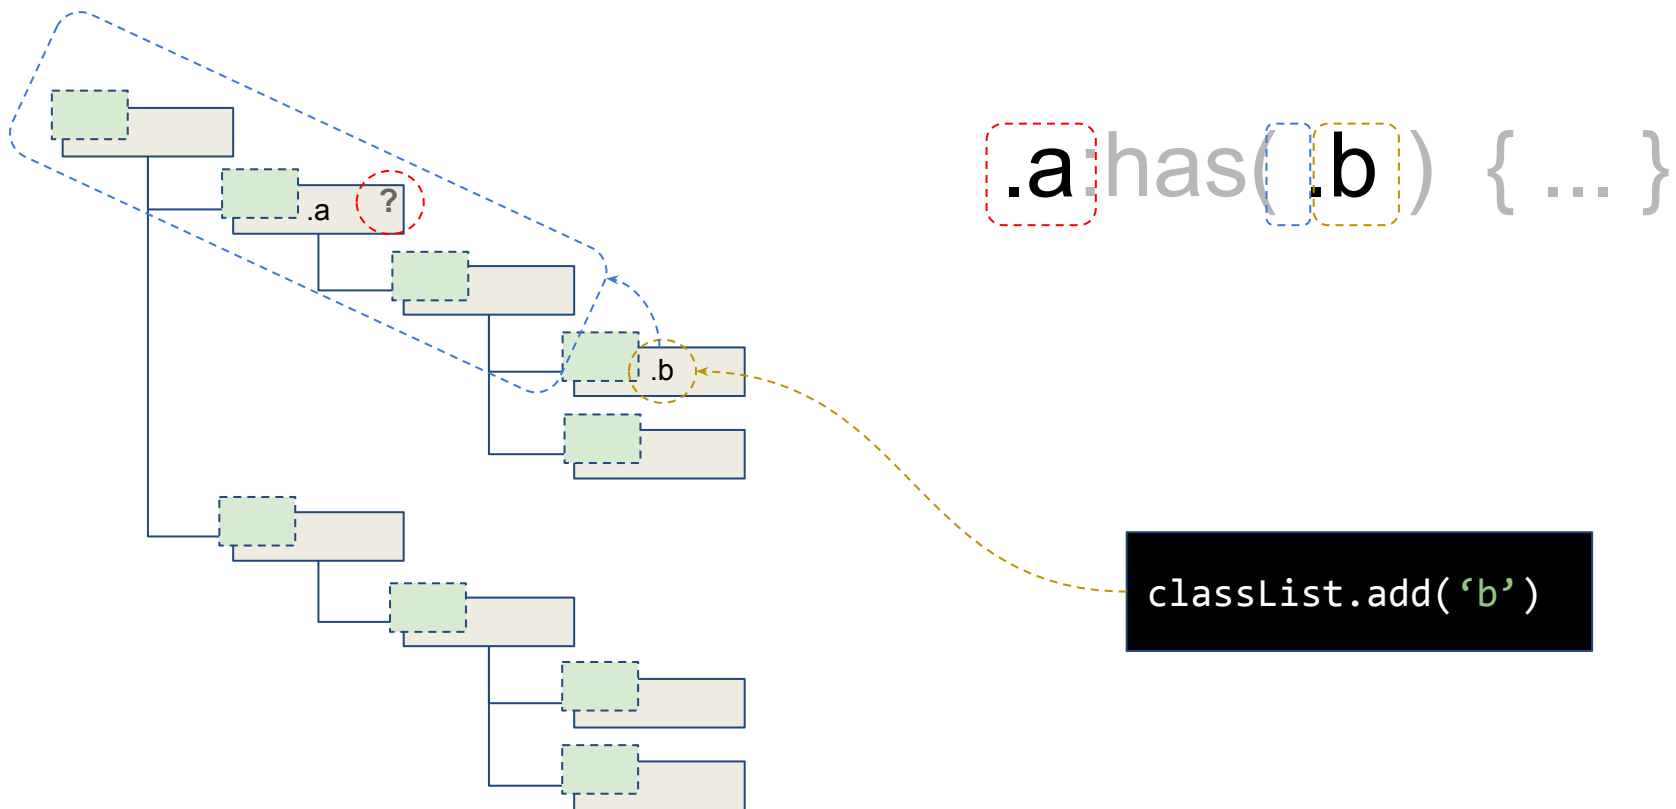 .a:has( .b ) { ... }
.a ?
.b
classList.add(‘b’)